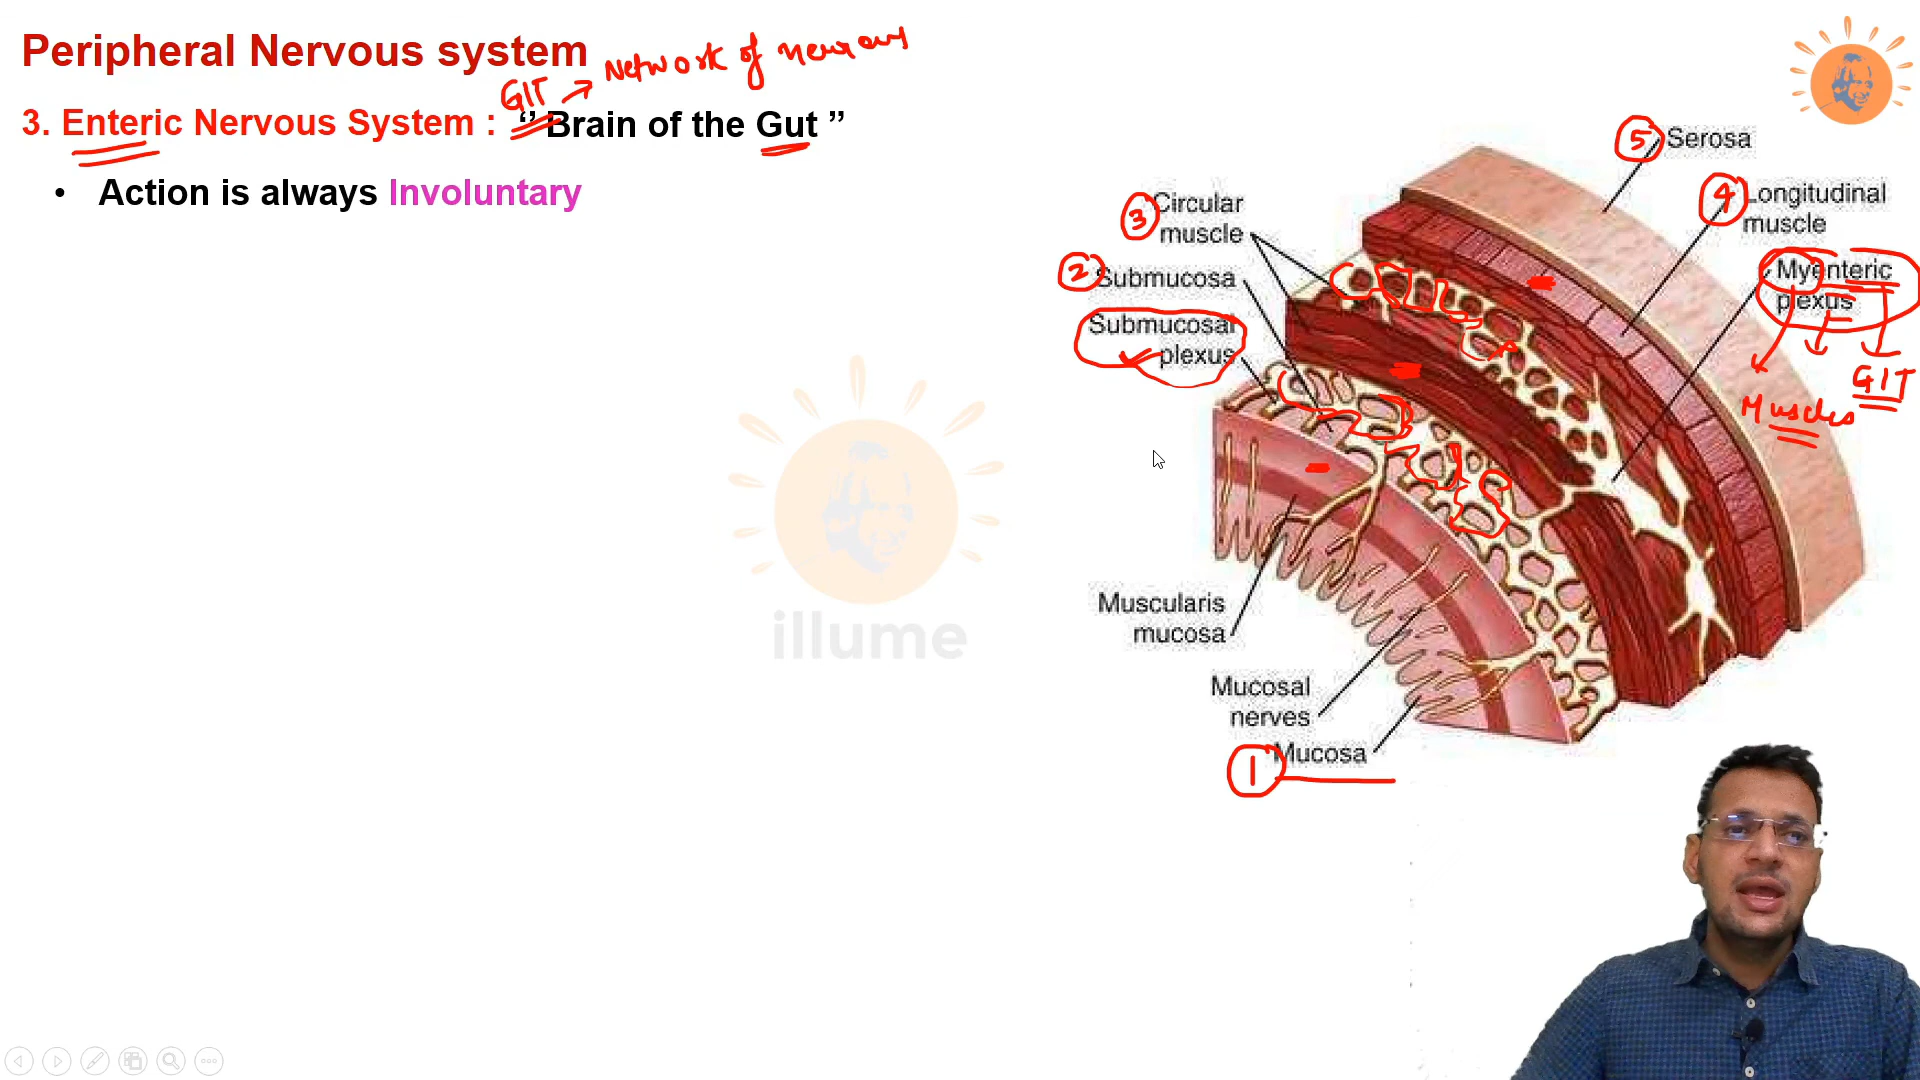 Peripheral Nervous system
GIT → Network of nervous
3. Enteric Nervous System : “ Brain of the Gut ”
• Action is always Involuntary
5 Serosa
4 Longitudinal
muscle
3 Circular
muscle
2 Submucosa
Submucosal
plexus
Myenteric
plexus
GIT
Muscles
Muscularis
mucosa
Mucosal
nerves
1 Mucosa
illume